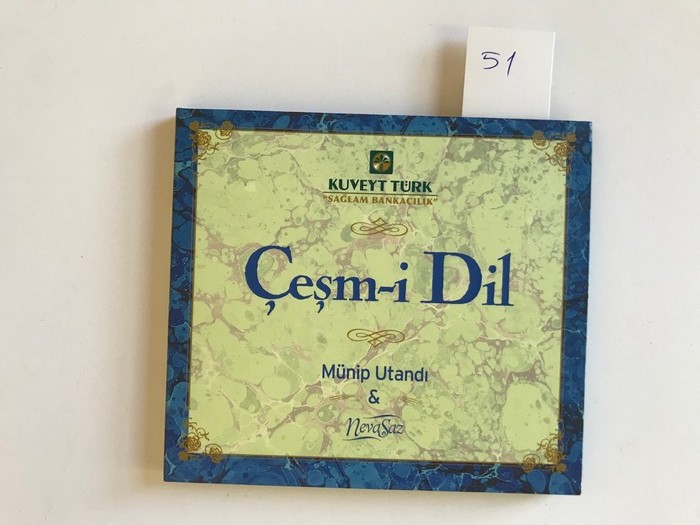 51
KUVEYT TÜRK
"SAĞLAM BANKACILIK"
Çeşm-i Dil
Münip Utandı
&
NevaSaz